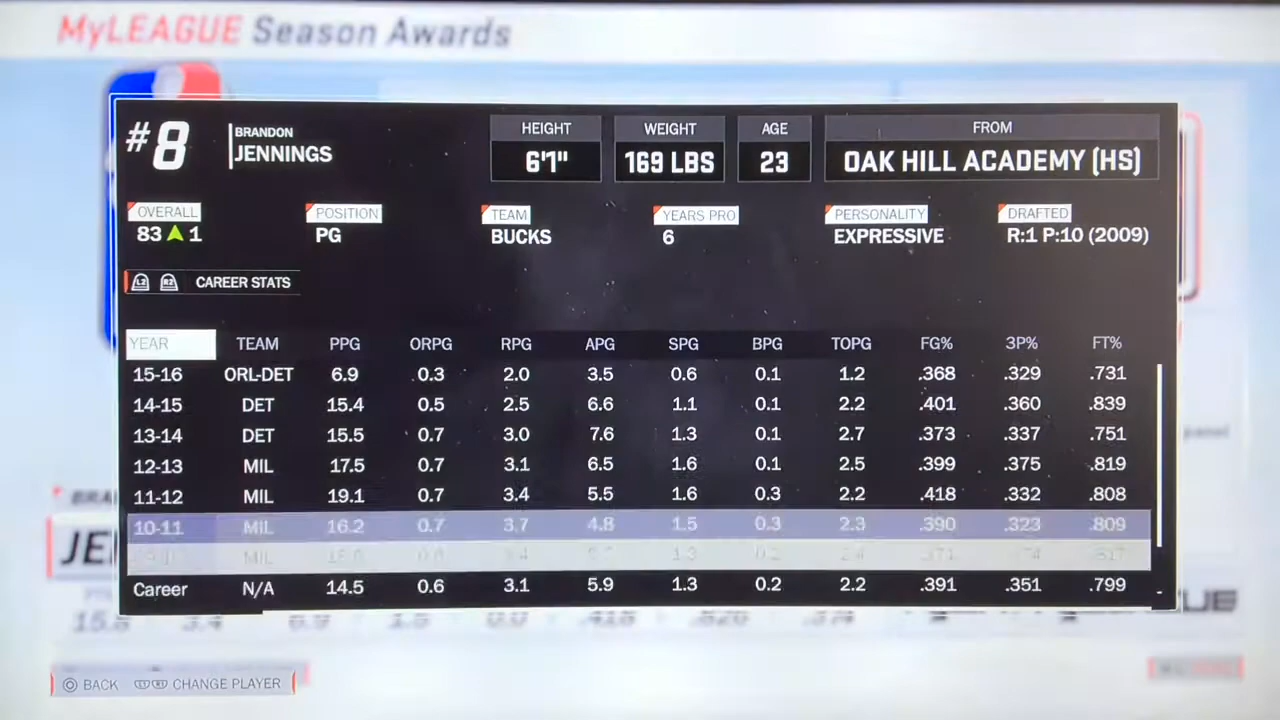 MyLEAGUE Season Awards
#8 BRANDON JENNINGS
HEIGHT WEIGHT AGE FROM
6'1" 169 LBS 23 OAK HILL ACADEMY (HS)
OVERALL POSITION TEAM YEARS PRO PERSONALITY DRAFTED
83 1 PG BUCKS 6 EXPRESSIVE R:1 P:10 (2009)
L2 R2 CAREER STATS
YEAR TEAM PPG ORPG RPG APG SPG BPG TOPG FG% 3P% FT%
15-16 ORL-DET 6.9 0.3 2.0 3.5 0.6 0.1 1.2 .368 .329 .731
14-15 DET 15.4 0.5 2.5 6.6 1.1 0.1 2.2 .401 .360 .839
13-14 DET 15.5 0.7 3.0 7.6 1.3 0.1 2.7 .373 .337 .751
12-13 MIL 17.5 0.7 3.1 6.5 1.6 0.1 2.5 .399 .375 .819
11-12 MIL 19.1 0.7 3.4 5.5 1.6 0.3 2.2 .418 .332 .808
10-11 MIL 16.2 0.7 3.7 4.8 1.5 0.3 2.3 .390 .323 .809
MIL
Career N/A 14.5 0.6 3.1 5.9 1.3 0.2 2.2 .391 .351 .799
BACK CHANGE PLAYER